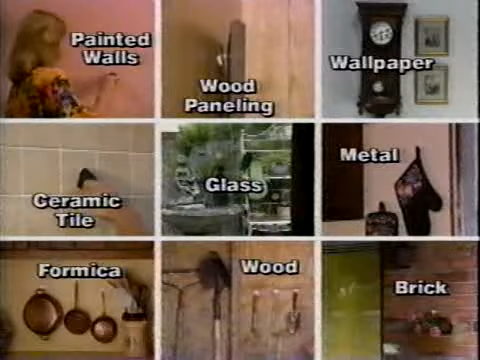 Painted
Walls
Wood
Paneling
Wallpaper
Ceramic
Tile
Glass
Metal
Formica
Wood
Brick